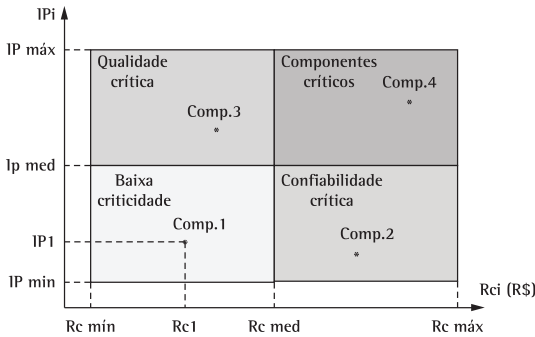 IPi
IP máx
Qualidade
crítica
Componentes
críticos
Comp.4
Comp.3
Ip med
Baixa
criticidade
Confiabilidade
crítica
Comp.1
Comp.2
IP1
IP min
Rci (R$)
Rc mín
Rc1
Rc med
Rc máx